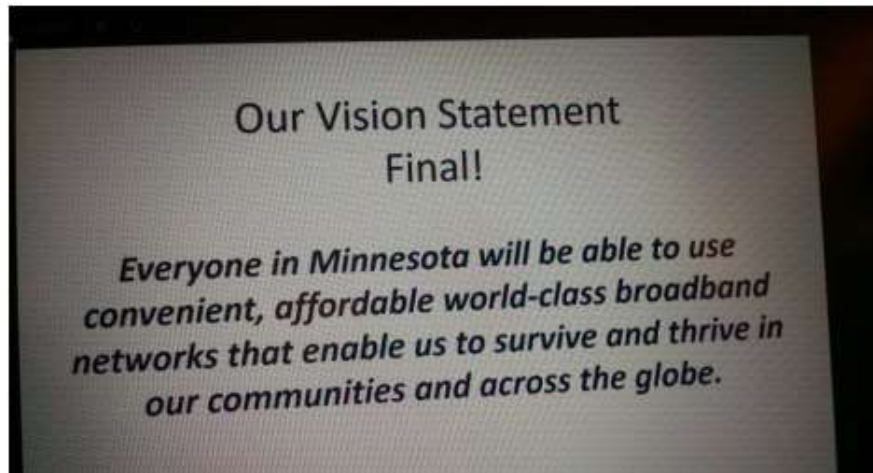 Our Vision Statement
Final!
Everyone in Minnesota will be able to use
convenient, affordable world-class broadband
networks that enable us to survive and thrive in
our communities and across the globe.